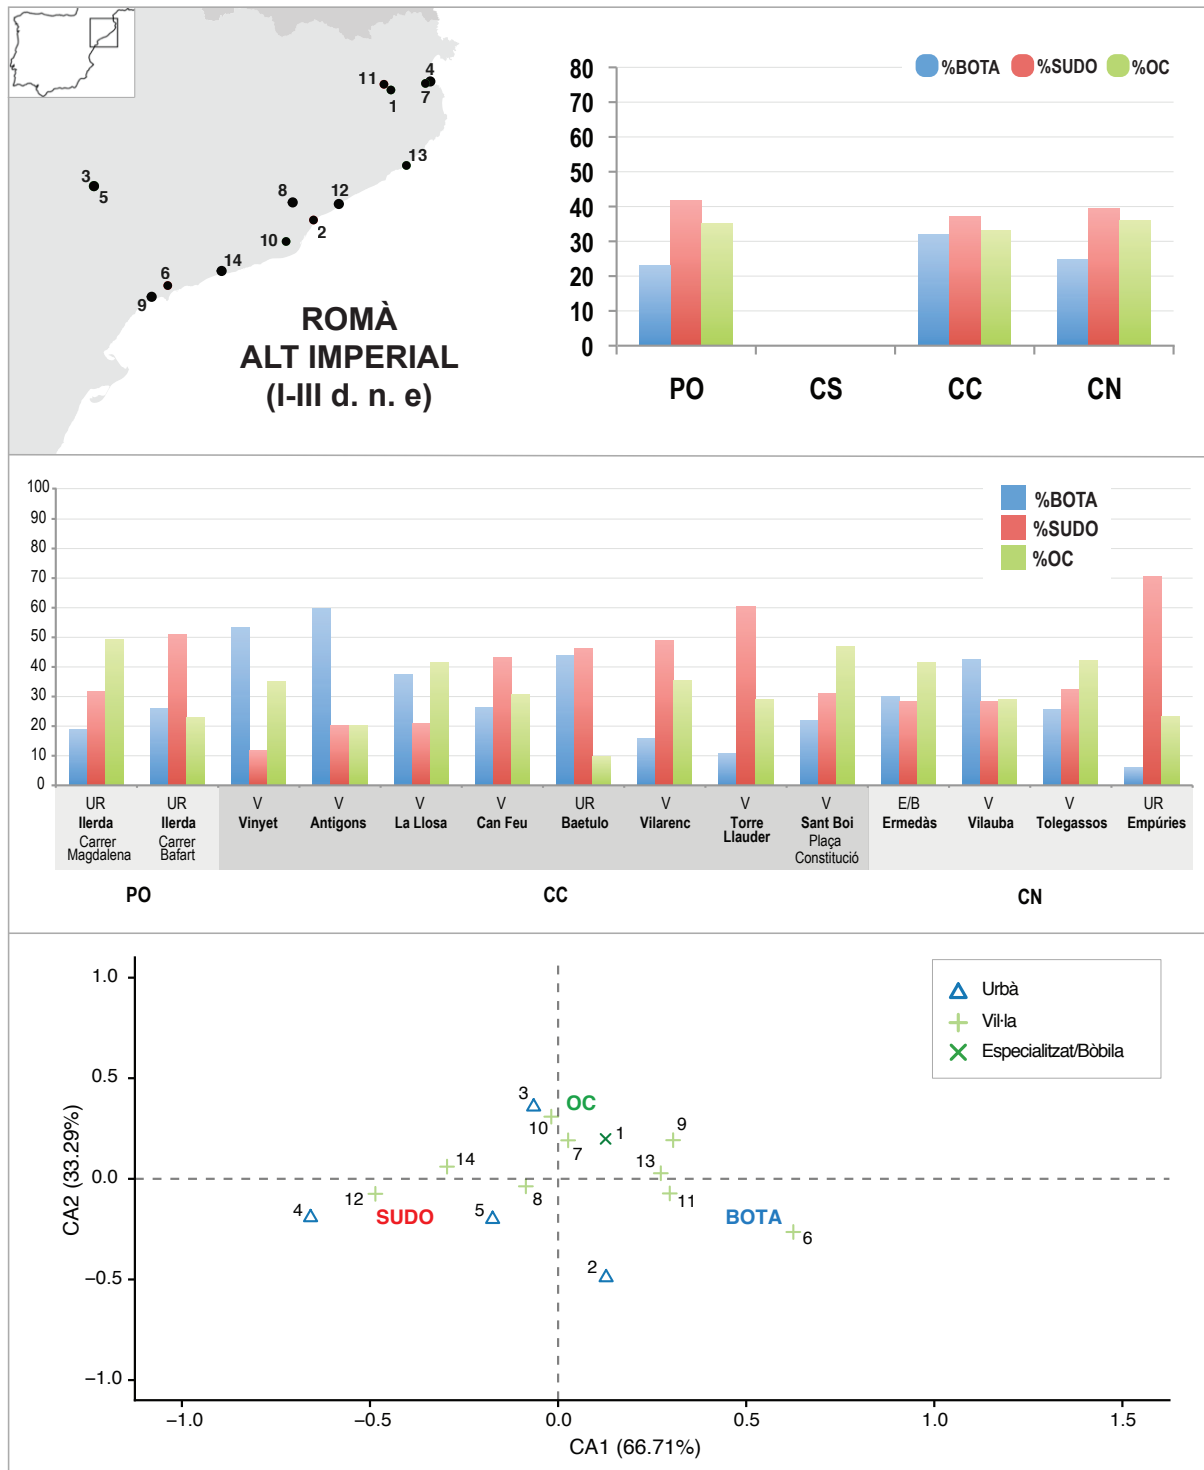 11
4
1
7
13
3
5
8
12
2
10
14
6
9
ROMÀ
ALT IMPERIAL
(I-III d. n. e)
%BOTA %SUDO %OC
80
70
60
50
40
30
20
10
0
PO CS CC CN
100
90
80
70
60
50
40
30
20
10
0
%BOTA
%SUDO
%OC
UR UR V V V V UR V V V E/B V V UR
Ilerda Ilerda Vinyet Antigons La Llosa Can Feu Baetulo Vilarenc Torre Sant Boi Ermedàs Vilauba Tolegassos Empúries
Carrer Carrer Llauder Plaça
Magdalena Bafart Constitució
PO CC CN
1.0
0.5
0.0
−0.5
−1.0
CA2 (33.29%)
Urbà
Vil·la
Especialitzat/Bòbila
3
OC
10
7
1
9
13
14
12
8
11
4
SUDO
5
BOTA
6
2
−1.0 −0.5 0.0 0.5 1.0 1.5
CA1 (66.71%)